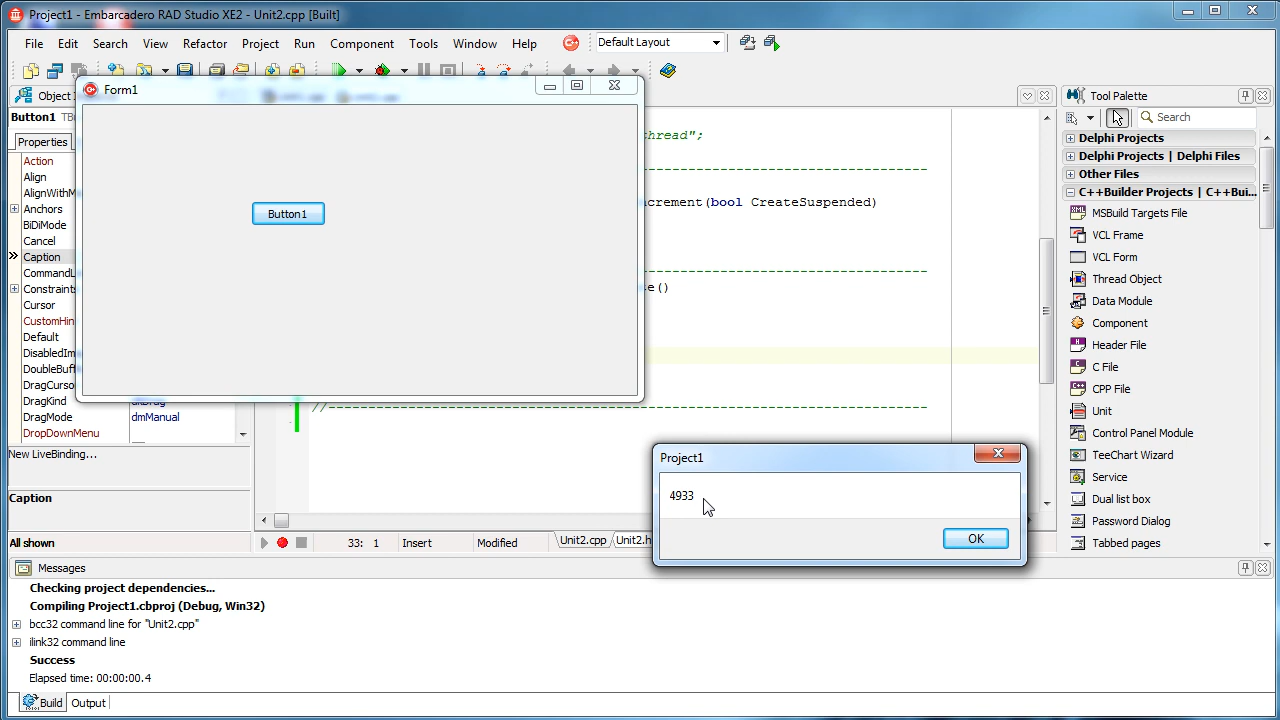 Project1 - Embarcadero RAD Studio XE2 - Unit2.cpp [Built]
File Edit Search View Refactor Project Run Component Tools Window Help Default Layout
Object
Form1
Tool Palette
Button1
Search
Properties
hread";
Delphi Projects
Action
Delphi Projects | Delphi Files
Align
Other Files
AlignWithM
C++Builder Projects | C++Bui...
Anchors
crement(bool CreateSuspended)
MSBuild Targets File
Button1
BiDiMode
VCL Frame
Cancel
VCL Form
Caption
CommandL
Thread Object
Constraints
te()
Data Module
Cursor
CustomHin
Component
Default
Header File
DisabledIm
DoubleBuff
C File
DragCursor
CPP File
DragKind
dkDrag
Unit
DragMode
dmManual
//
DropDownMenu
Control Panel Module
New LiveBinding...
TeeChart Wizard
Project1
Service
Caption
4933
Dual list box
Password Dialog
All shown
33: 1 Insert Modified Unit2.cpp Unit2.h
OK
Tabbed pages
Messages
Checking project dependencies...
Compiling Project1.cbproj (Debug, Win32)
bcc32 command line for "Unit2.cpp"
ilink32 command line
Success
Elapsed time: 00:00:00.4
Build Output